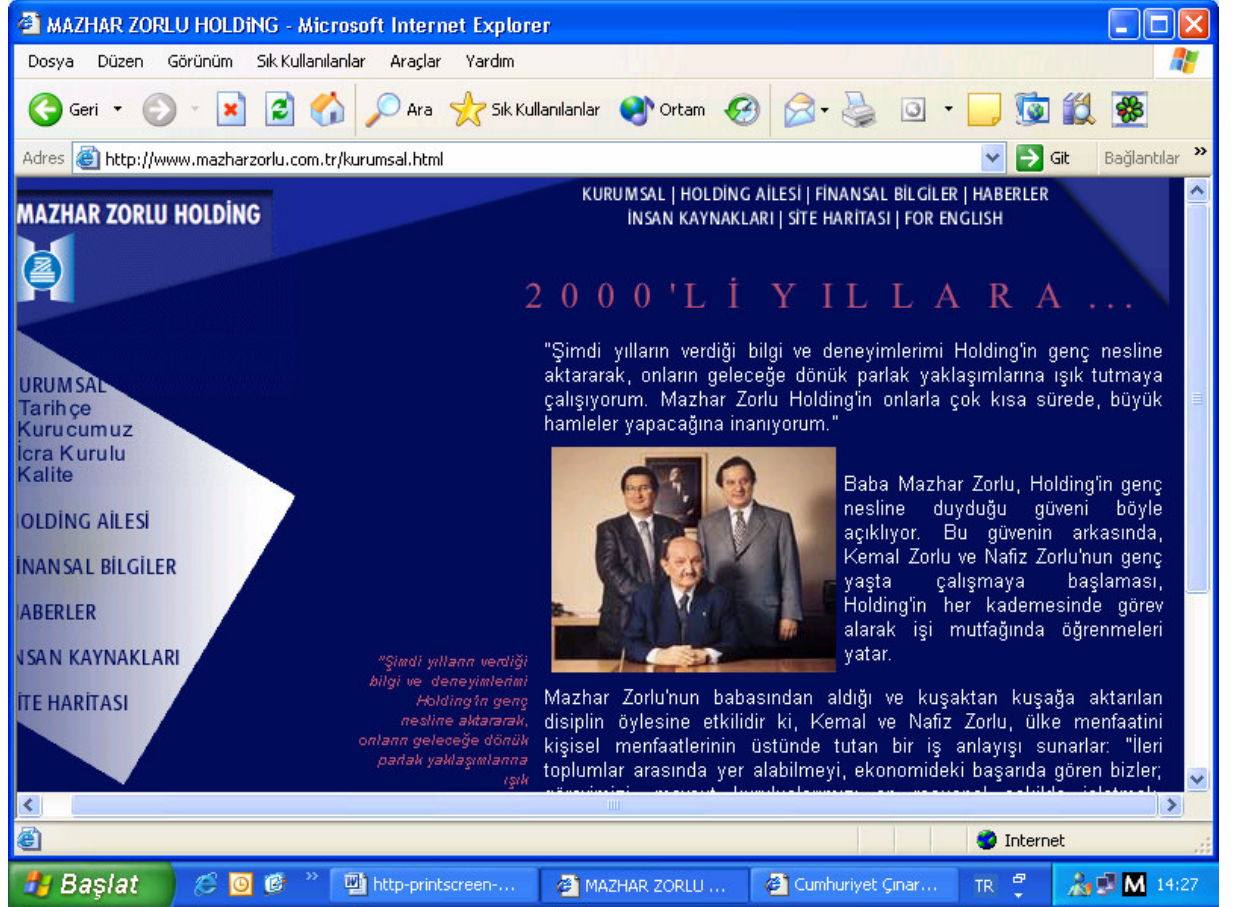 MAZHAR ZORLU HOLDİNG - Microsoft Internet Explorer
Dosya Düzen Görünüm Sık Kullanılanlar Araçlar Yardım
Geri Ara Sık Kullanılanlar Ortam
Adres http://www.mazharzorlu.com.tr/kurumsal.html Git Bağlantılar »
MAZHAR ZORLU HOLDİNG
KURUMSAL | HOLDİNG AİLESİ | FİNANSAL BİLGİLER | HABERLER
İNSAN KAYNAKLARI | SİTE HARİTASI | FOR ENGLISH
2000'Lİ YILLARA...
URUMSAL
Tarihçe
Kurucumuz
İcra Kurulu
Kalite
OLDİNG AİLESİ
İNANSAL BİLGİLER
ABERLER
NSAN KAYNAKLARI
İTE HARİTASI
"Şimdi yılların verdiği
bilgi ve deneyimlerimi
Holding'in genç
nesline aktararak,
onların geleceğe dönük
parlak yaklaşımlarına
ışık
"Şimdi yılların verdiği bilgi ve deneyimlerimi Holding'in genç nesline
aktararak, onların geleceğe dönük parlak yaklaşımlarına ışık tutmaya
çalışıyorum. Mazhar Zorlu Holding'in onlarla çok kısa sürede, büyük
hamleler yapacağına inanıyorum."
Baba Mazhar Zorlu, Holding'in genç
nesline duyduğu güveni böyle
açıklıyor. Bu güvenin arkasında,
Kemal Zorlu ve Nafiz Zorlu'nun genç
yaşta çalışmaya başlaması,
Holding'in her kademesinde görev
alarak işi mutfağında öğrenmeleri
yatar.
Mazhar Zorlu'nun babasından aldığı ve kuşaktan kuşağa aktarılan
disiplin öylesine etkilidir ki, Kemal ve Nafiz Zorlu, ülke menfaatini
kişisel menfaatlerinin üstünde tutan bir iş anlayışı sunarlar: "İleri
toplumlar arasında yer alabilmeyi, ekonomideki başarıda gören bizler;
Internet
Başlat » http-printscreen-... MAZHAR ZORLU ... Cumhuriyet Çınar... TR M 14:27